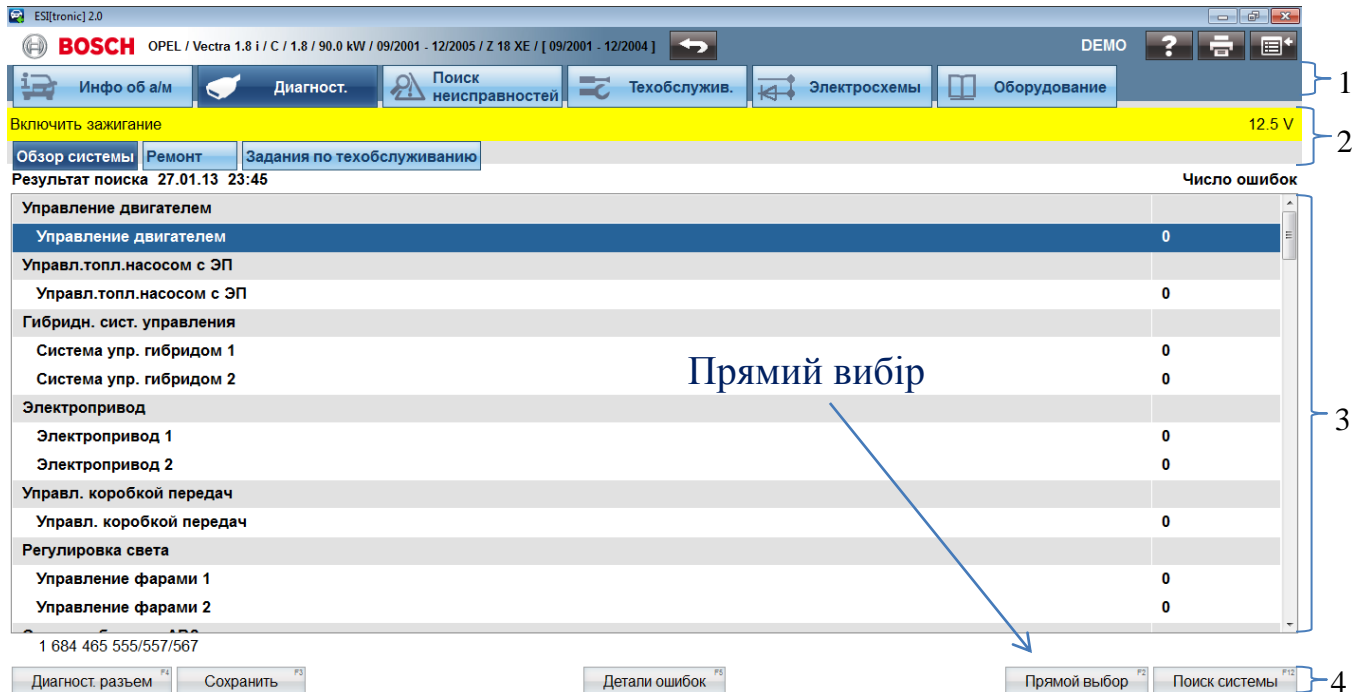 ESI[tronic] 2.0
BOSCH OPEL / Vectra 1.8 i / C / 1.8 / 90.0 kW / 09/2001 - 12/2005 / Z 18 XE / [ 09/2001 - 12/2004 ] DEMO ?
Инфо об а/м Диагност. Поиск неисправностей Техобслужив. Электросхемы Оборудование 1
Включить зажигание 12.5 V
2
Обзор системы Ремонт Задания по техобслуживанию
Результат поиска 27.01.13 23:45 Число ошибок
Управление двигателем
Управление двигателем 0
Управл.топл.насосом с ЭП
Управл.топл.насосом с ЭП 0
Гибридн. сист. управления
Система упр. гибридом 1 0
Прямий вибір
Система упр. гибридом 2 0
Электропривод
3
Электропривод 1 0
Электропривод 2 0
Управл. коробкой передач
Управл. коробкой передач 0
Регулировка света
Управление фарами 1 0
Управление фарами 2 0
1 684 465 555/557/567
Диагност. разъем F4 Сохранить F3 Детали ошибок F5 Прямой выбор F2 Поиск системы F12 4